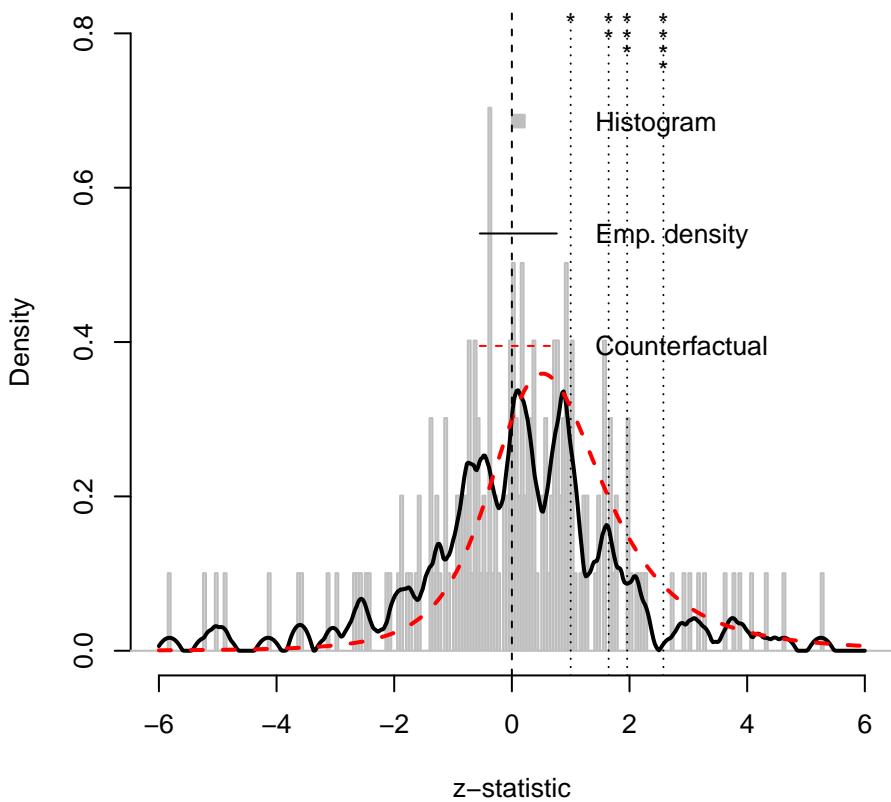 * * * *
* * *
* *
*
0.8
Histogram
0.6
Emp. density
0.4
Counterfactual
0.2
0.0
Density
−6 −4 −2 0 2 4 6
z−statistic